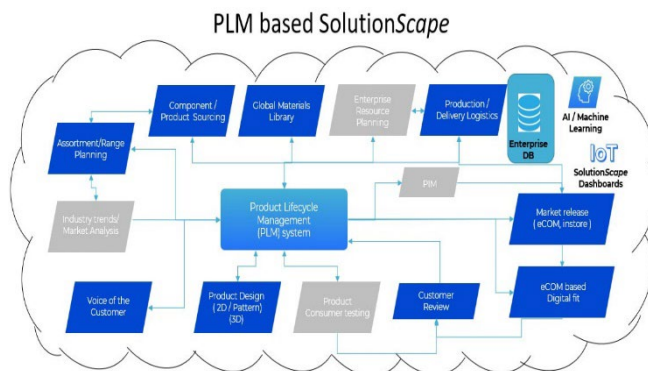 PLM based SolutionScape
Component /
Product Sourcing
Global Materials
Library
Enterprise
Resource
Planning
Production /
Delivery Logistics
Enterprise
DB
AI / Machine
Learning
IoT
SolutionScape
Dashboards
Assortment/Range
Planning
Industry trends/
Market Analysis
Product Lifecycle
Management
(PLM) system
PIM
Market release
( eCOM, instore )
Voice of the
Customer
Product Design
( 2D / Pattern)
(3D)
Product
Consumer testing
Customer
Review
eCOM based
Digital fit